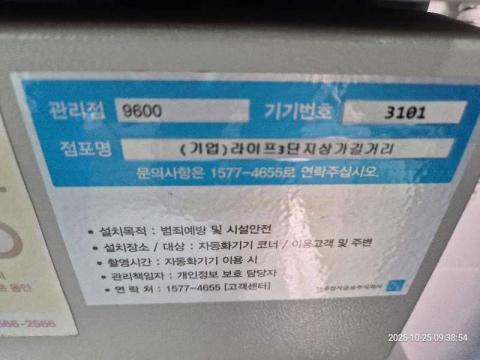 관리점 9600 기기번호 3101
점포명 (기업)라이프3단지상가길거리
문의사항은 1577-4655로 연락주십시오.
• 설치목적 : 범죄예방 및 시설안전
• 설치장소 / 대상 : 자동화기기 코너 / 이용고객 및 주변
• 촬영시간 : 자동화기기 이용 시
• 관리책임자 : 개인정보 보호 담당자
• 연 락 처 : 1577-4655 [고객센터]
566-2566
2025-10-25 09:38:54